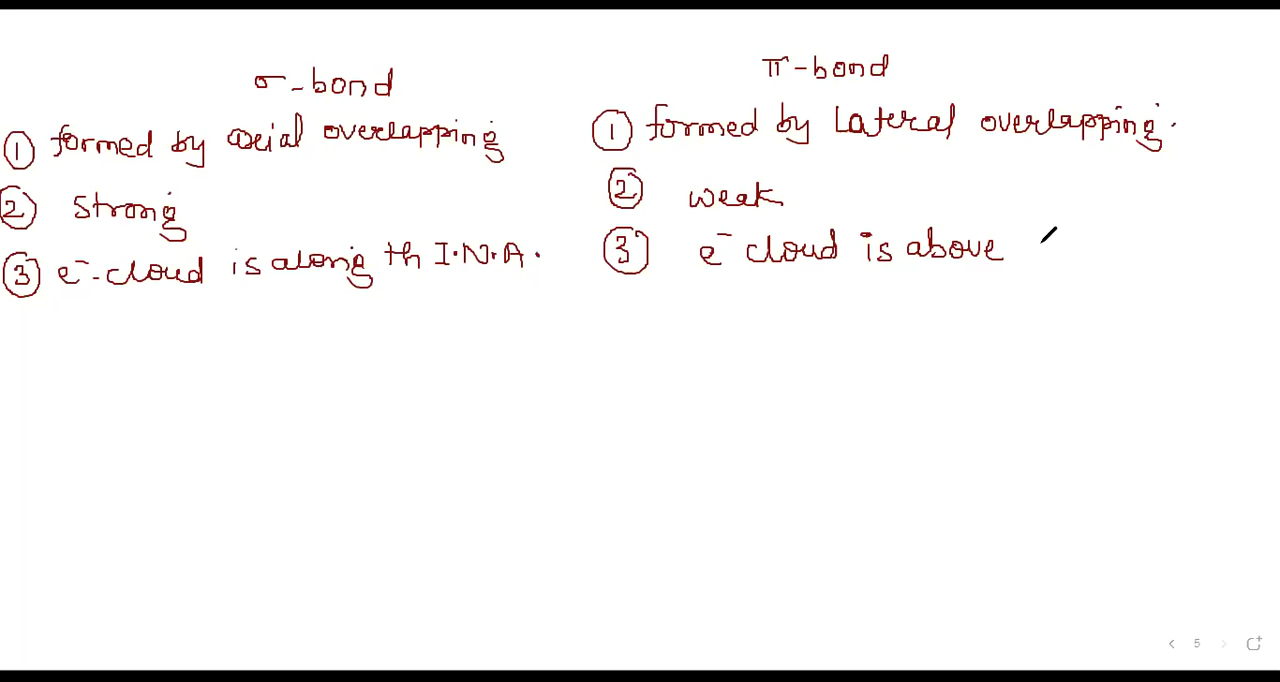 σ-bond
① formed by axial overlapping
② Strong
③ e⁻-cloud is along th I.N.A.
π-bond
① formed by Lateral overlapping.
② weak
③ e⁻ cloud is above
5